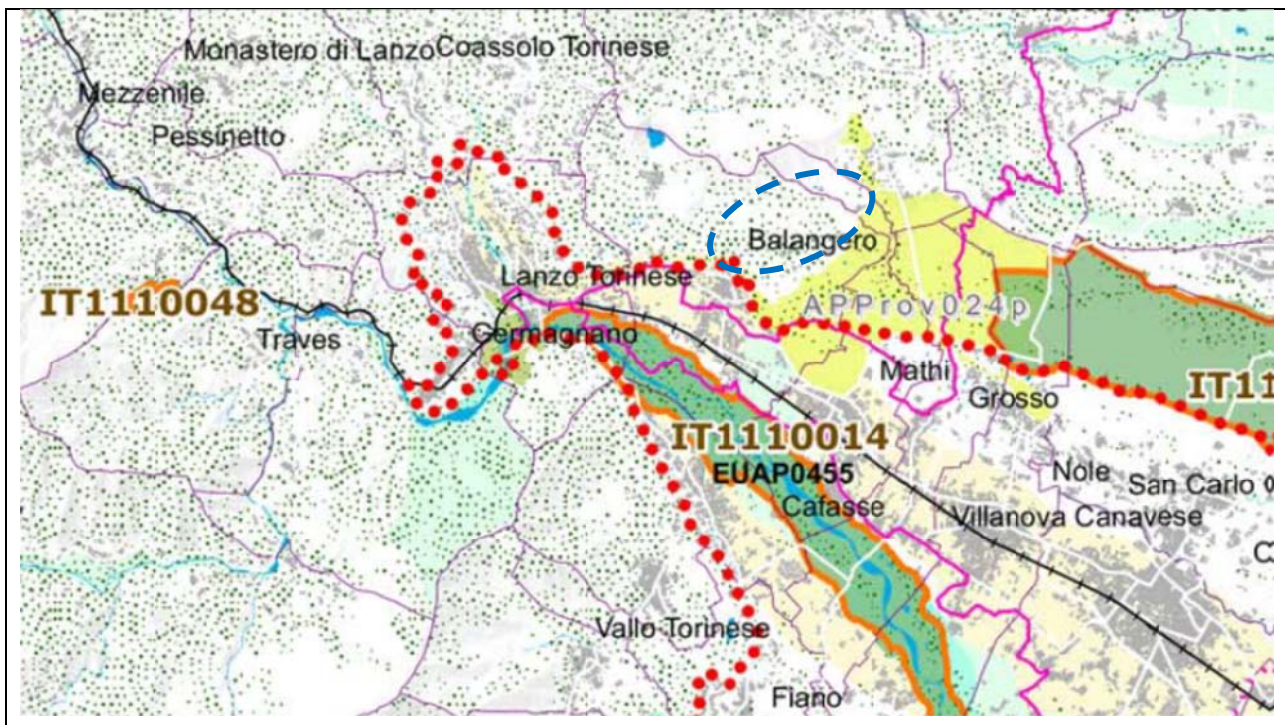 Monastero di Lanzo
Coassolo Torinese
Mezzenile
Pessinetto
Balangero
Lanzo Torinese
IT1110048
APProv024p
Traves
Germagnano
Mathi
IT11
Grosso
IT1110014
EUAP0455
Nole
San Carlo
Cafasse
Villanova Canavese
Vallo Torinese
Fiano